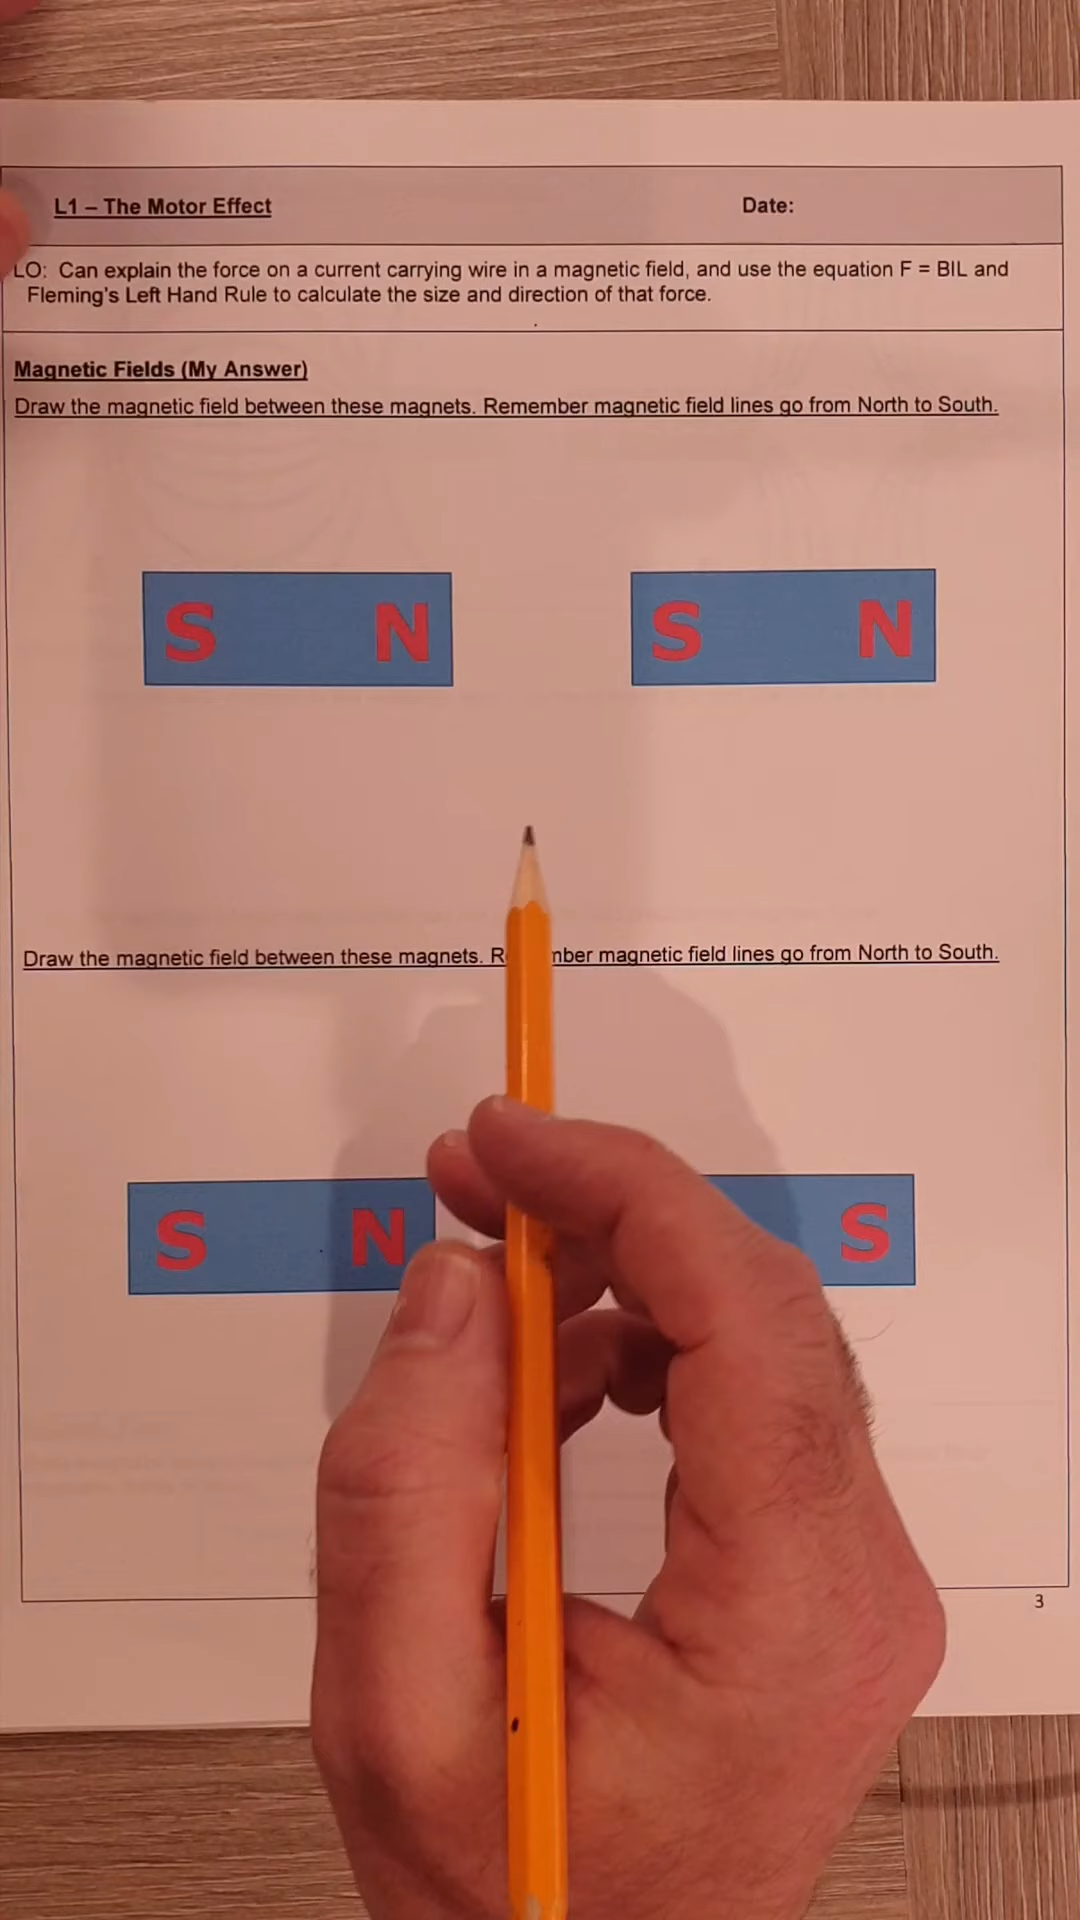 L1 – The Motor Effect Date:
LO: Can explain the force on a current carrying wire in a magnetic field, and use the equation F = BIL and
Fleming's Left Hand Rule to calculate the size and direction of that force.
Magnetic Fields (My Answer)
Draw the magnetic field between these magnets. Remember magnetic field lines go from North to South.
S N S N
Draw the magnetic field between these magnets. magnetic field lines go from North to South.
S N S
3